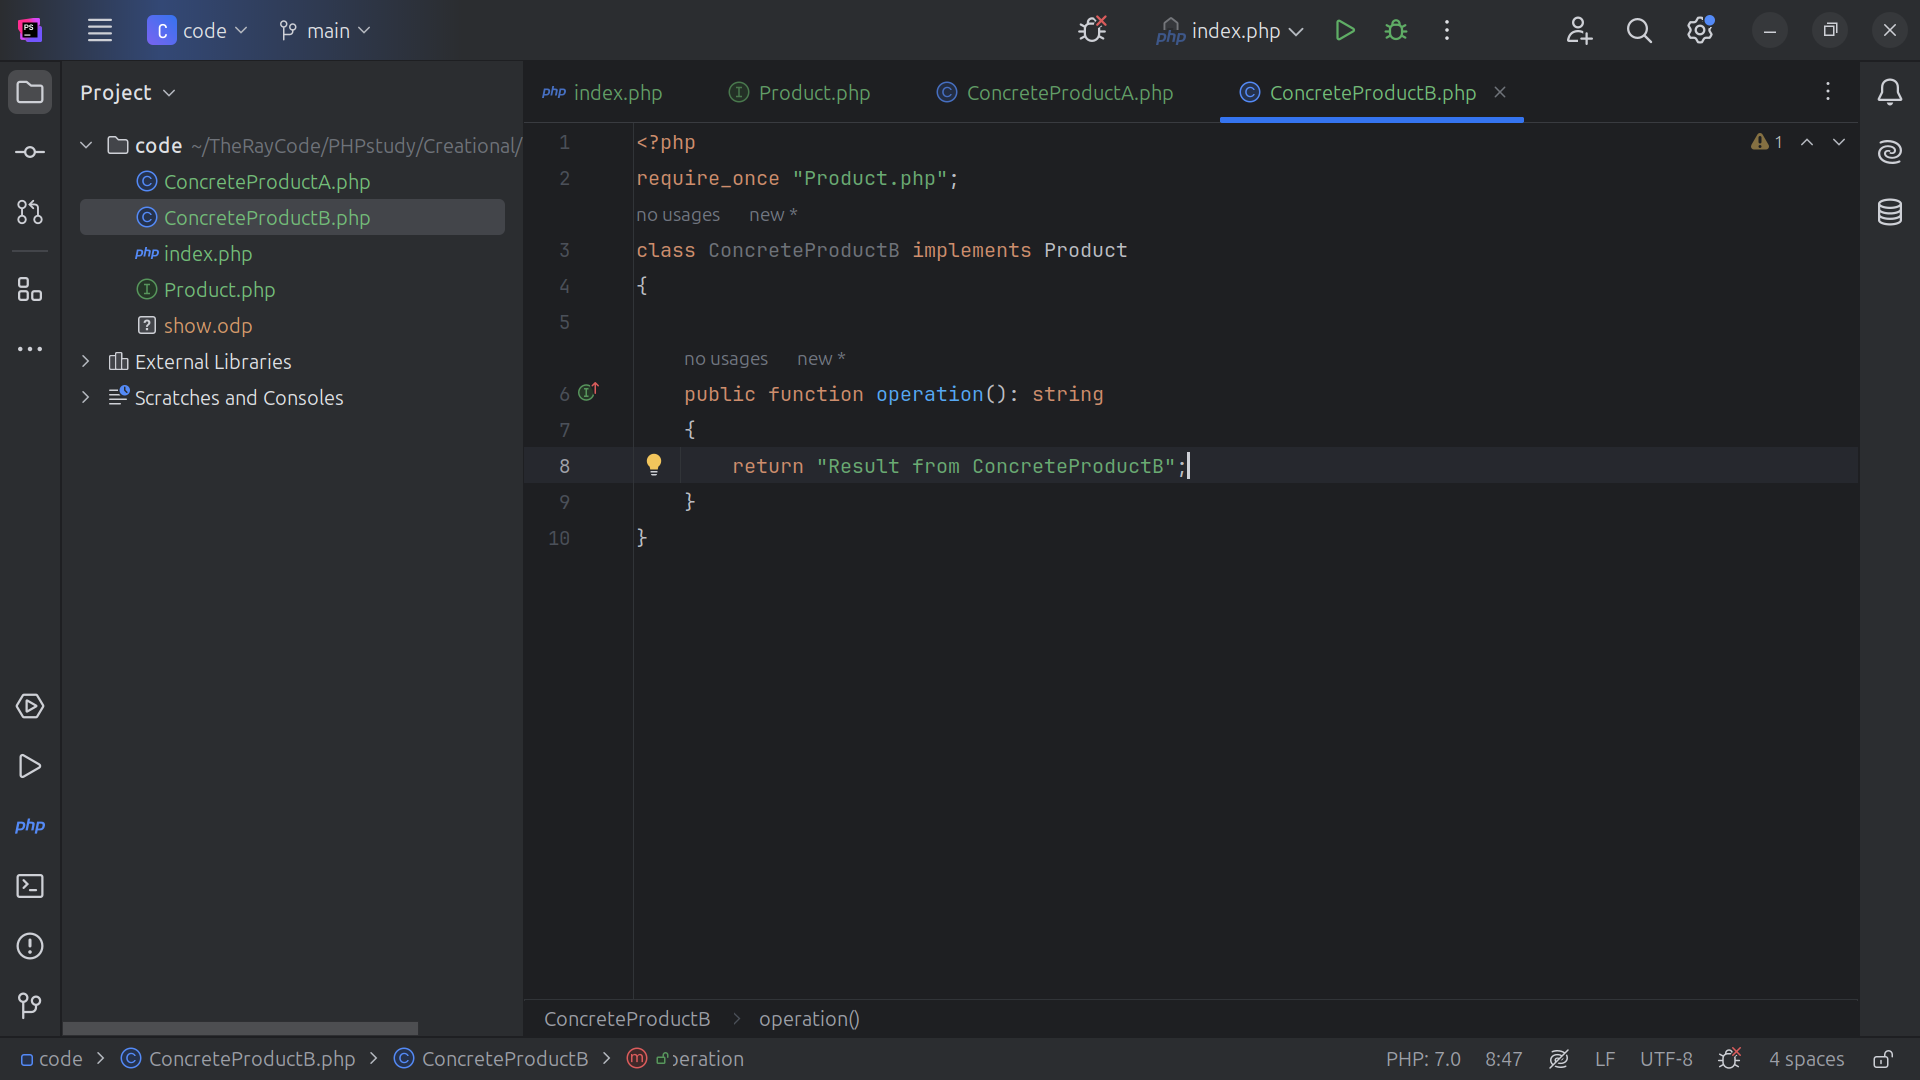 PS
C code
main
php index.php
Project
php index.php
Product.php
ConcreteProductA.php
ConcreteProductB.php
code ~/TheRayCode/PHPstudy/Creational/
ConcreteProductA.php
ConcreteProductB.php
php index.php
Product.php
show.odp
External Libraries
Scratches and Consoles
php
1 <?php
1
2 require_once "Product.php";
no usages new *
3 class ConcreteProductB implements Product
4 {
5
no usages new *
6 public function operation(): string
7 {
8 return "Result from ConcreteProductB";
9 }
10 }
ConcreteProductB > operation()
code > ConcreteProductB.php > ConcreteProductB > m peration
PHP: 7.0 8:47 LF UTF-8 4 spaces